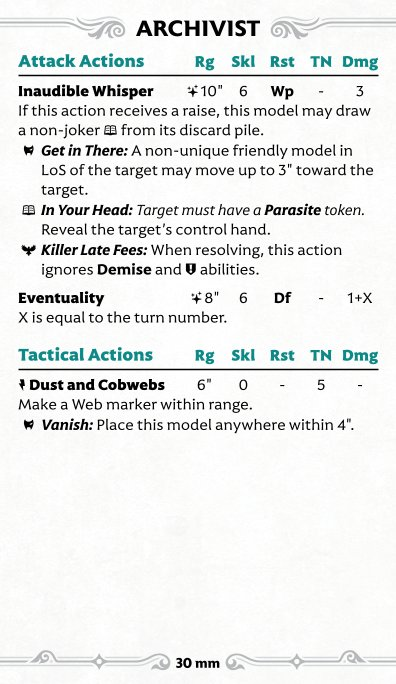 ARCHIVIST
Attack Actions Rg Skl Rst TN Dmg
Inaudible Whisper 10" 6 Wp - 3
If this action receives a raise, this model may draw
a non-joker from its discard pile.
Get in There: A non-unique friendly model in
LoS of the target may move up to 3" toward the
target.
In Your Head: Target must have a Parasite token.
Reveal the target's control hand.
Killer Late Fees: When resolving, this action
ignores Demise and abilities.
Eventuality 8" 6 Df - 1+X
X is equal to the turn number.
Tactical Actions Rg Skl Rst TN Dmg
Dust and Cobwebs 6" 0 - 5 -
Make a Web marker within range.
Vanish: Place this model anywhere within 4".
30 mm